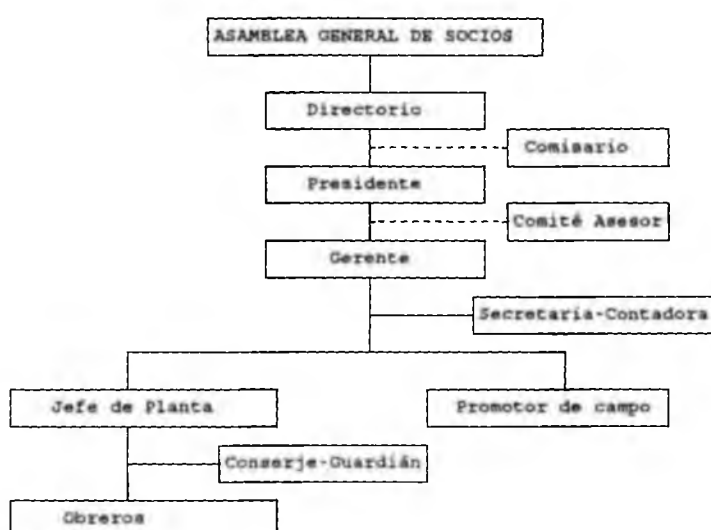 ASAMBLEA GENERAL DE SOCIOS
Directorio
Comisario
Presidente
Comité Asesor
Gerente
Secretaria-Contadora
Jefe de Planta
Promotor de campo
Conserje-Guardián
Obreros